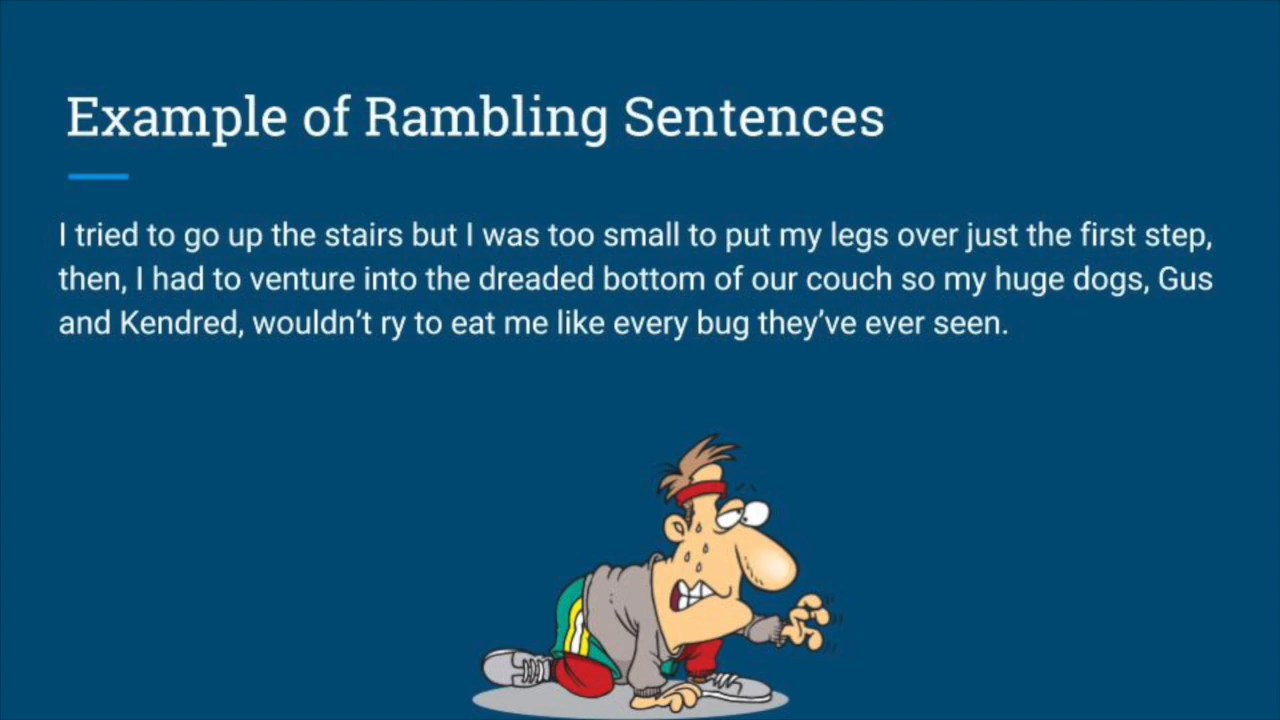 Example of Rambling Sentences
I tried to go up the stairs but I was too small to put my legs over just the first step,
then, I had to venture into the dreaded bottom of our couch so my huge dogs, Gus
and Kendred, wouldn’t ry to eat me like every bug they’ve ever seen.